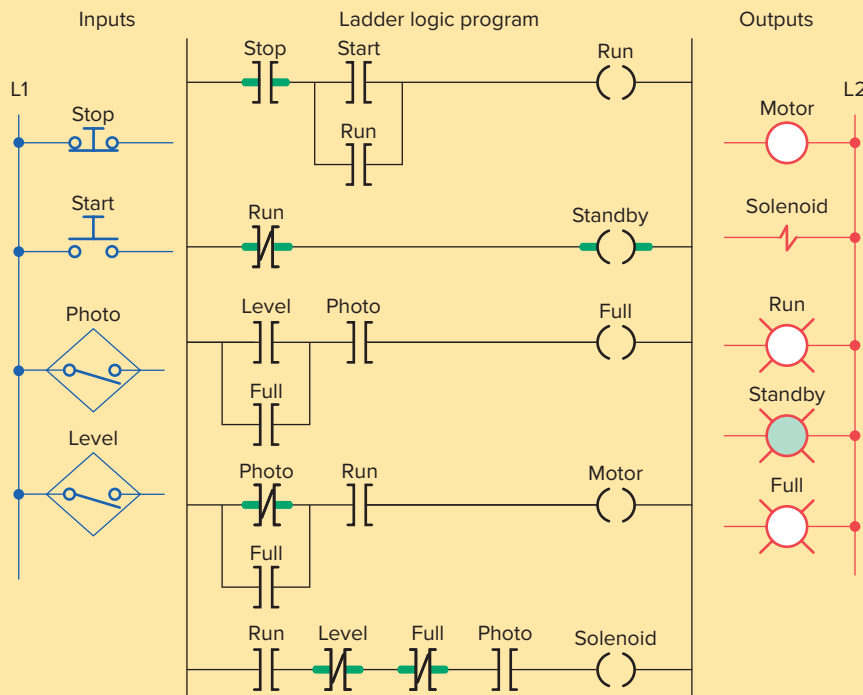 Inputs
Ladder logic program
Outputs
L1
L2
Stop
Start
Photo
Level
Stop Start Run
Run
Run Standby
Level Photo Full
Full
Photo Run Motor
Full
Run Level Full Photo Solenoid
Motor
Solenoid
Run
Standby
Full